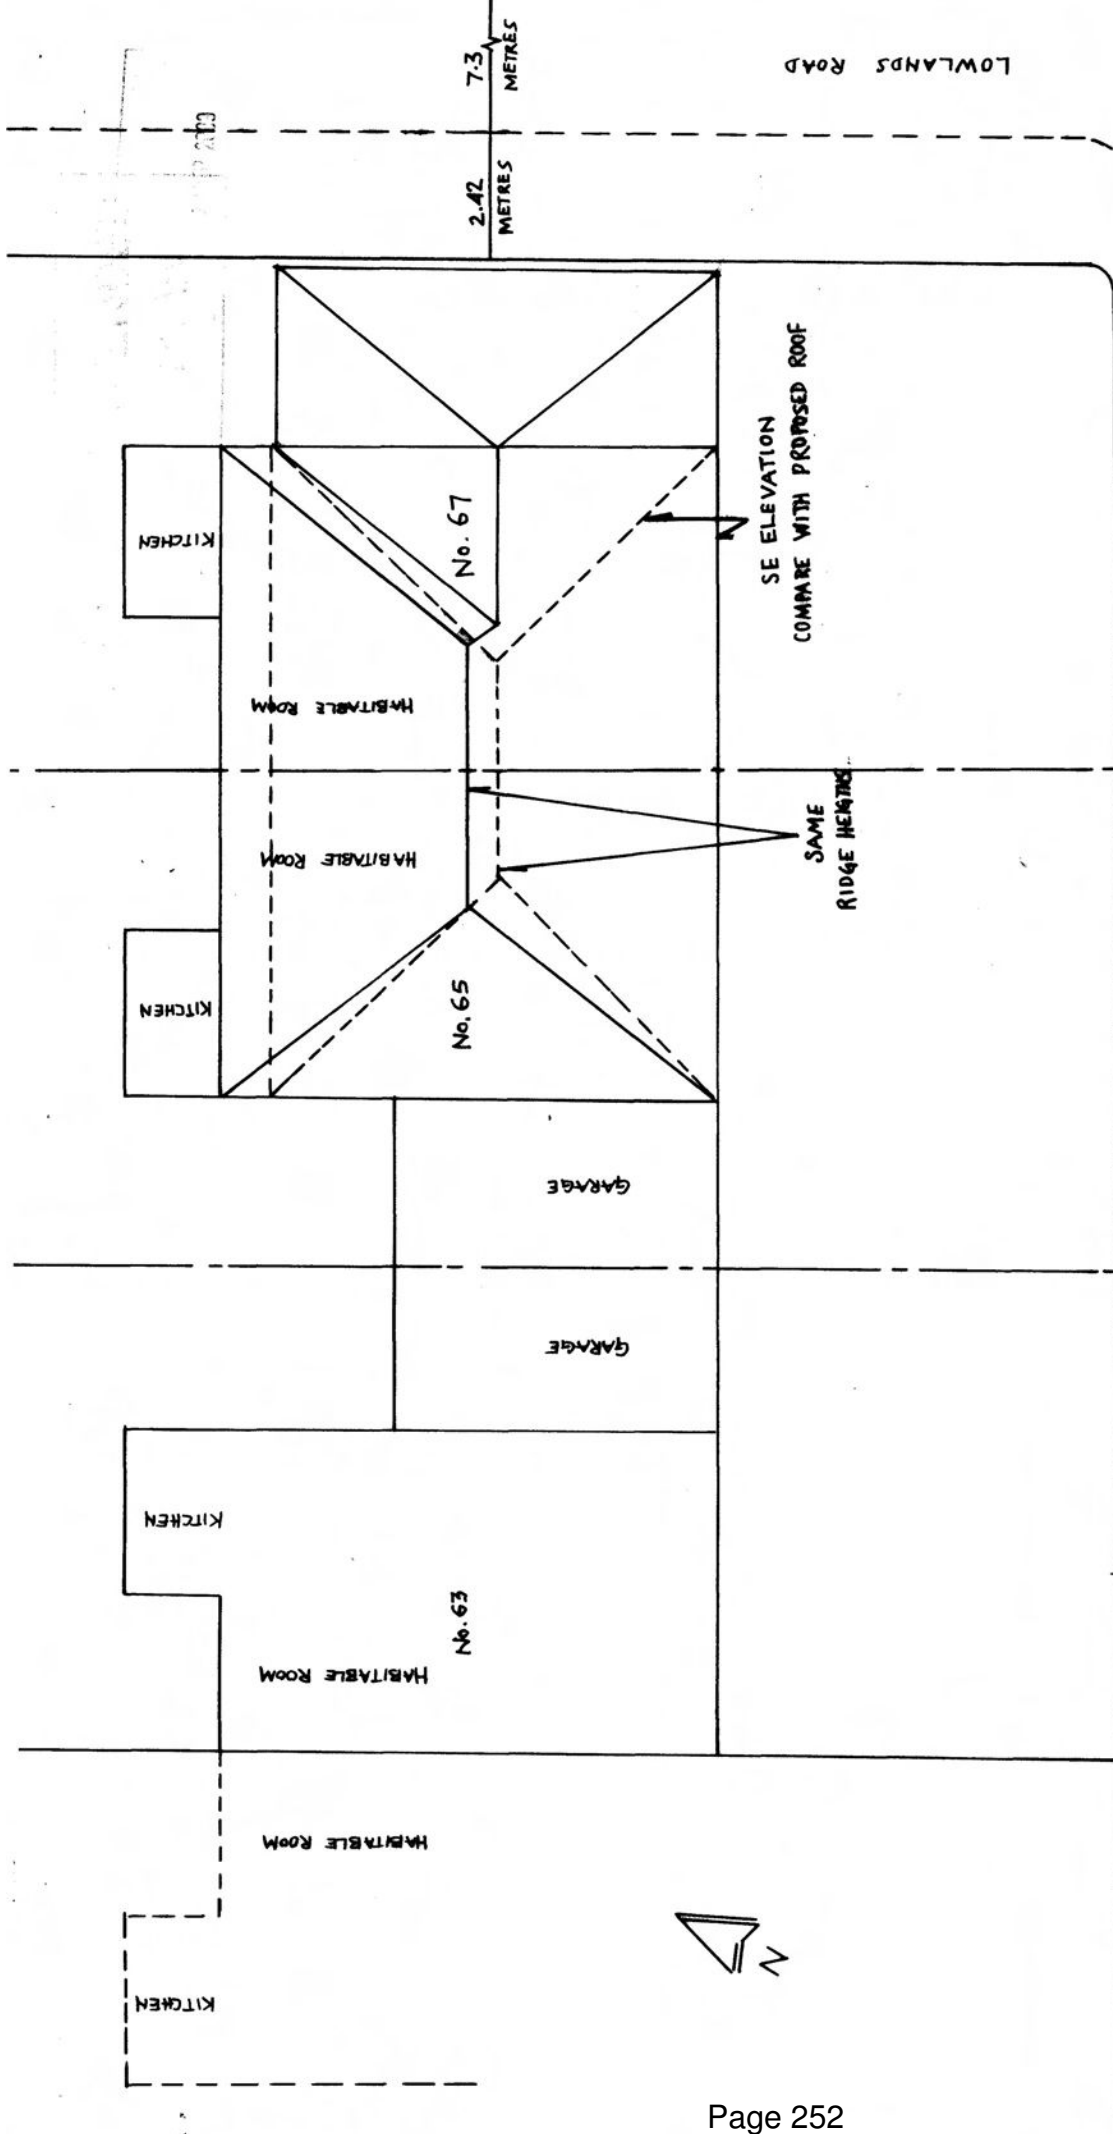 LOWLANDS ROAD
7.3
METRES
2.42
METRES
SE ELEVATION
COMPARE WITH PROPOSED ROOF
KITCHEN
No. 67
HABITABLE ROOM
HABITABLE ROOM
SAME
RIDGE HEIGTHS
KITCHEN
No. 65
GARAGE
GARAGE
KITCHEN
No. 63
HABITABLE ROOM
HABITABLE ROOM
KITCHEN
N
Page 252